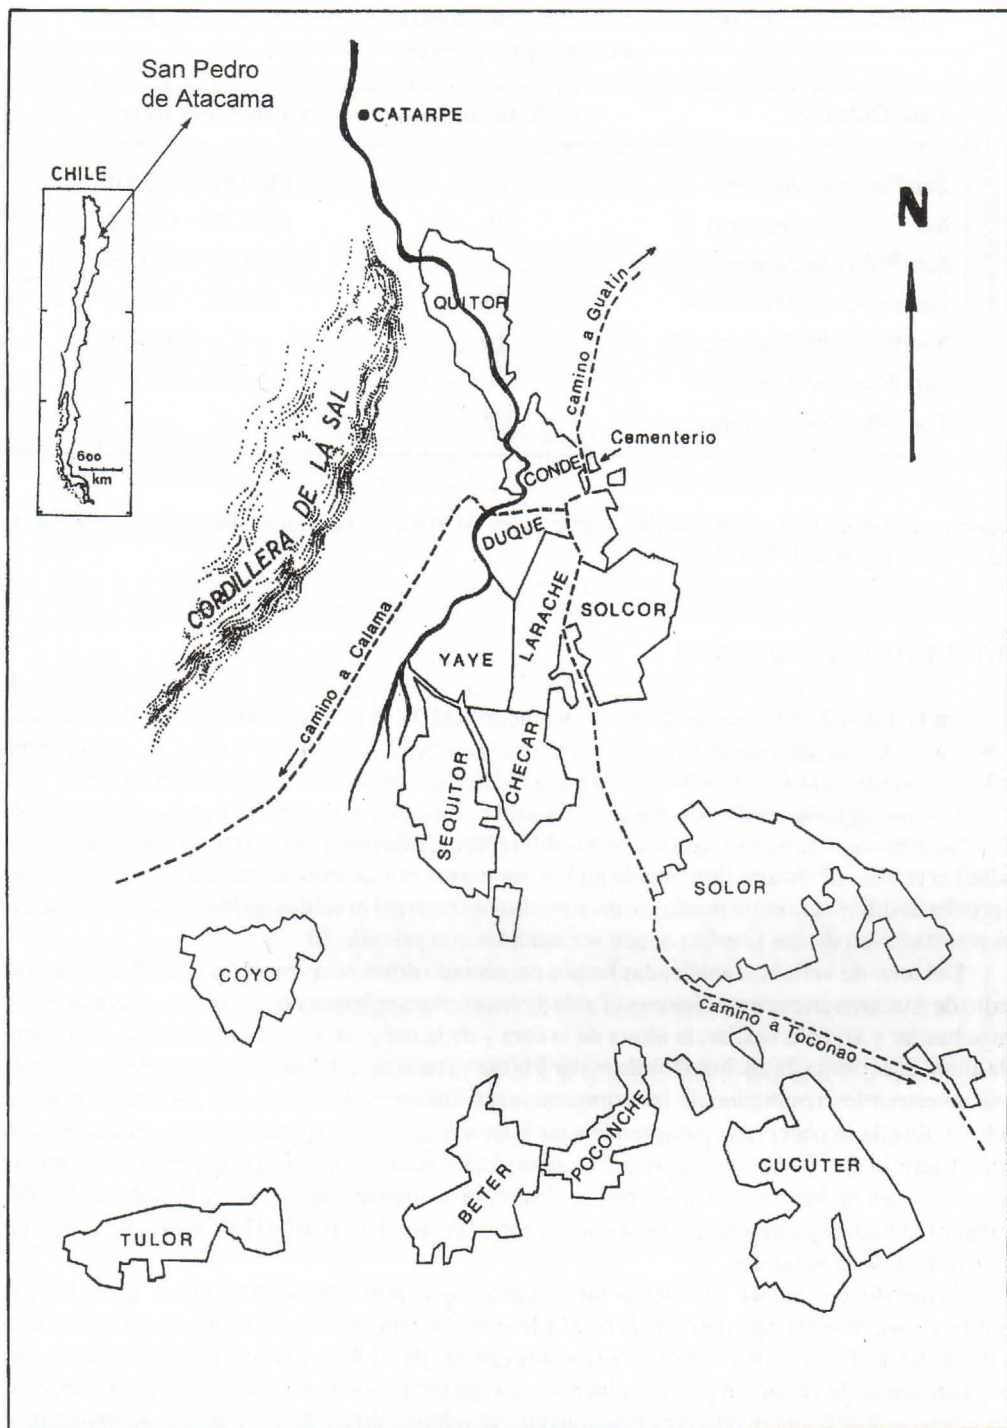 San Pedro
de Atacama
CATARPE
CHILE
N
QUITOR
camino a Guatin
600
km
CORDILLERA DE LA SAL
Cementerio
CONDE
DUQUE
LARACHE
SOLCOR
camino a Calama
YAYE
SEQUITOR
CHECAR
SOLOR
COYO
camino a Toconao
POCONCHE
BETER
CUCUTER
TULOR